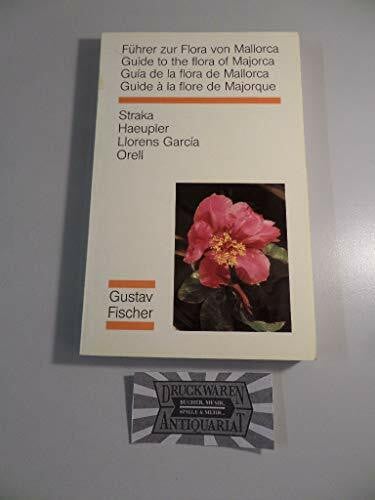 Führer zur Flora von Mallorca
Guide to the flora of Majorca
Guía de la flora de Mallorca
Guide à la flore de Majorque
Straka
Haeupler
Llorens García
Orell
Gustav
Fischer
DRUCKWAREN
BÜCHER, MUSIK,
SPIELE & MEHR...
ANTIQUARIAT